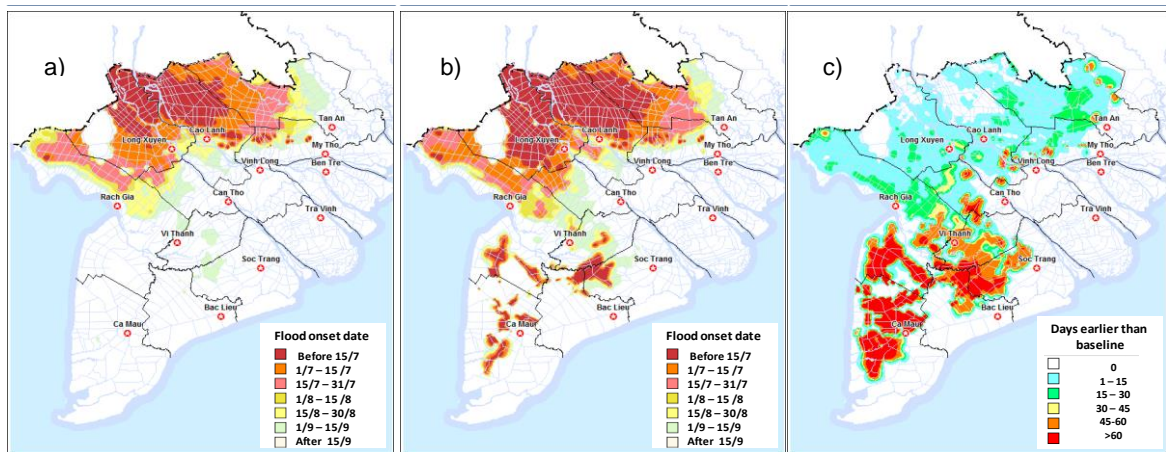 a)
Tan An
Long Xuyen
Cao Lanh
My Tho
Vinh Long
Ben Tre
Rach Gia
Can Tho
Tra Vinh
Vi Thanh
Soc Trang
Bac Lieu
Ca Mau
Flood onset date
Before 15/7
1/7 – 15/7
15/7 – 31/7
1/8 – 15/8
15/8 – 30/8
1/9 – 15/9
After 15/9
b)
Tan An
Long Xuyen
Cao Lanh
My Tho
Vinh Long
Ben Tre
Rach Gia
Can Tho
Tra Vinh
Vi Thanh
Soc Trang
Bac Lieu
Ca Mau
Flood onset date
Before 15/7
1/7 – 15/7
15/7 – 31/7
1/8 – 15/8
15/8 – 30/8
1/9 – 15/9
After 15/9
c)
Tan An
Long Xuyen
Cao Lanh
My Tho
Vinh Long
Ben Tre
Rach Gia
Can Tho
Tra Vinh
Vi Thanh
Soc Trang
Bac Lieu
Ca Mau
Days earlier than
baseline
0
1 – 15
15 – 30
30 – 45
45-60
>60